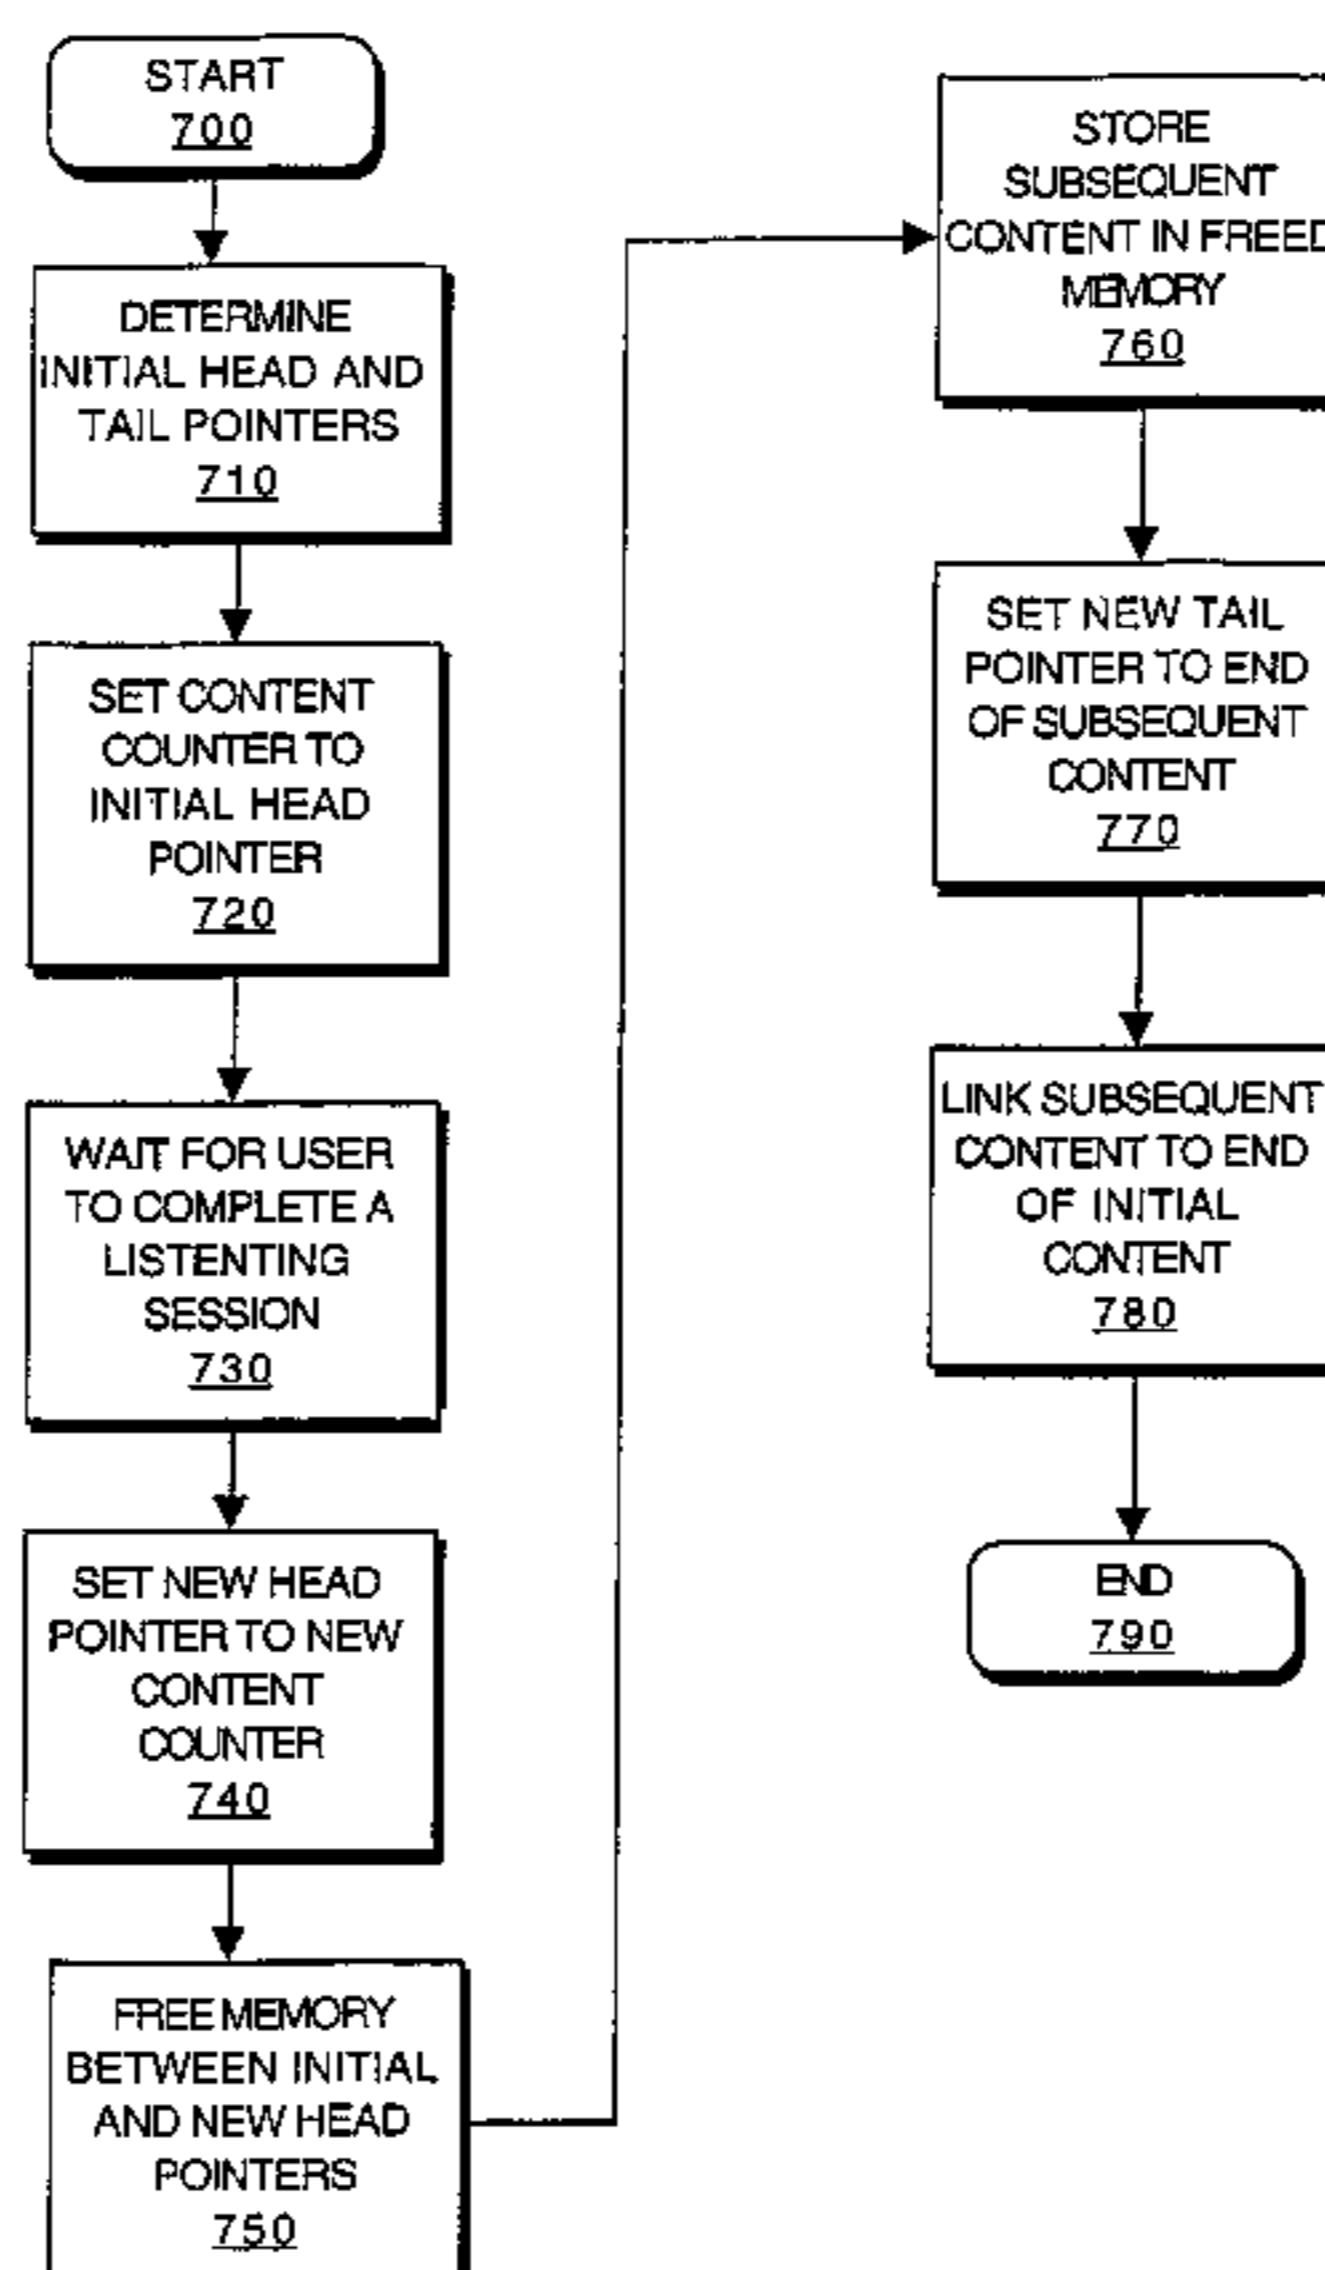 START
700
DETERMINE
INITIAL HEAD AND
TAIL POINTERS
710
SET CONTENT
COUNTER TO
INITIAL HEAD
POINTER
720
WAIT FOR USER
TO COMPLETE A
LISTENTING
SESSION
730
SET NEW HEAD
POINTER TO NEW
CONTENT
COUNTER
740
FREE MEMORY
BETWEEN INITIAL
AND NEW HEAD
POINTERS
750
STORE
SUBSEQUENT
CONTENT IN FREED
MEMORY
760
SET NEW TAIL
POINTER TO END
OF SUBSEQUENT
CONTENT
770
LINK SUBSEQUENT
CONTENT TO END
OF INITIAL
CONTENT
780
END
790